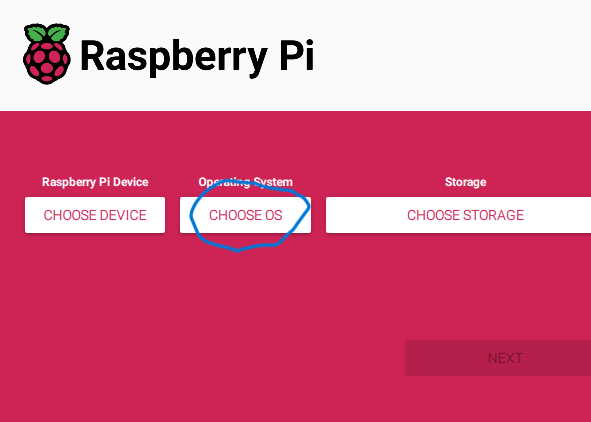 Raspberry Pi
Raspberry Pi Device
Operating System
Storage
CHOOSE DEVICE
CHOOSE OS
CHOOSE STORAGE
NEXT